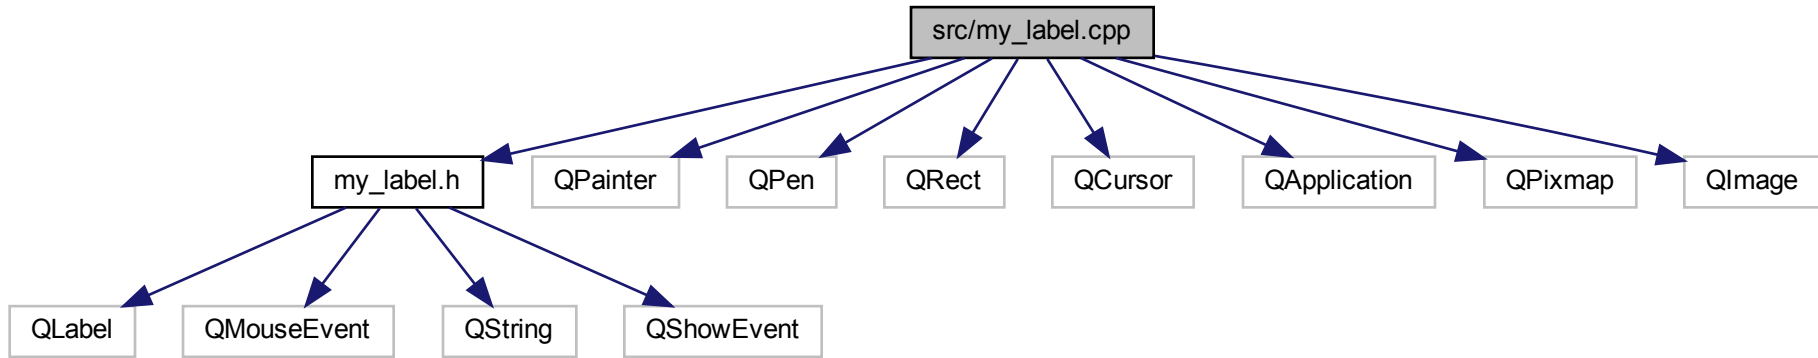 src/my_label.cpp
my_label.h
QPainter
QPen
QRect
QCursor
QApplication
QPixmap
QImage
QLabel
QMouseEvent
QString
QShowEvent